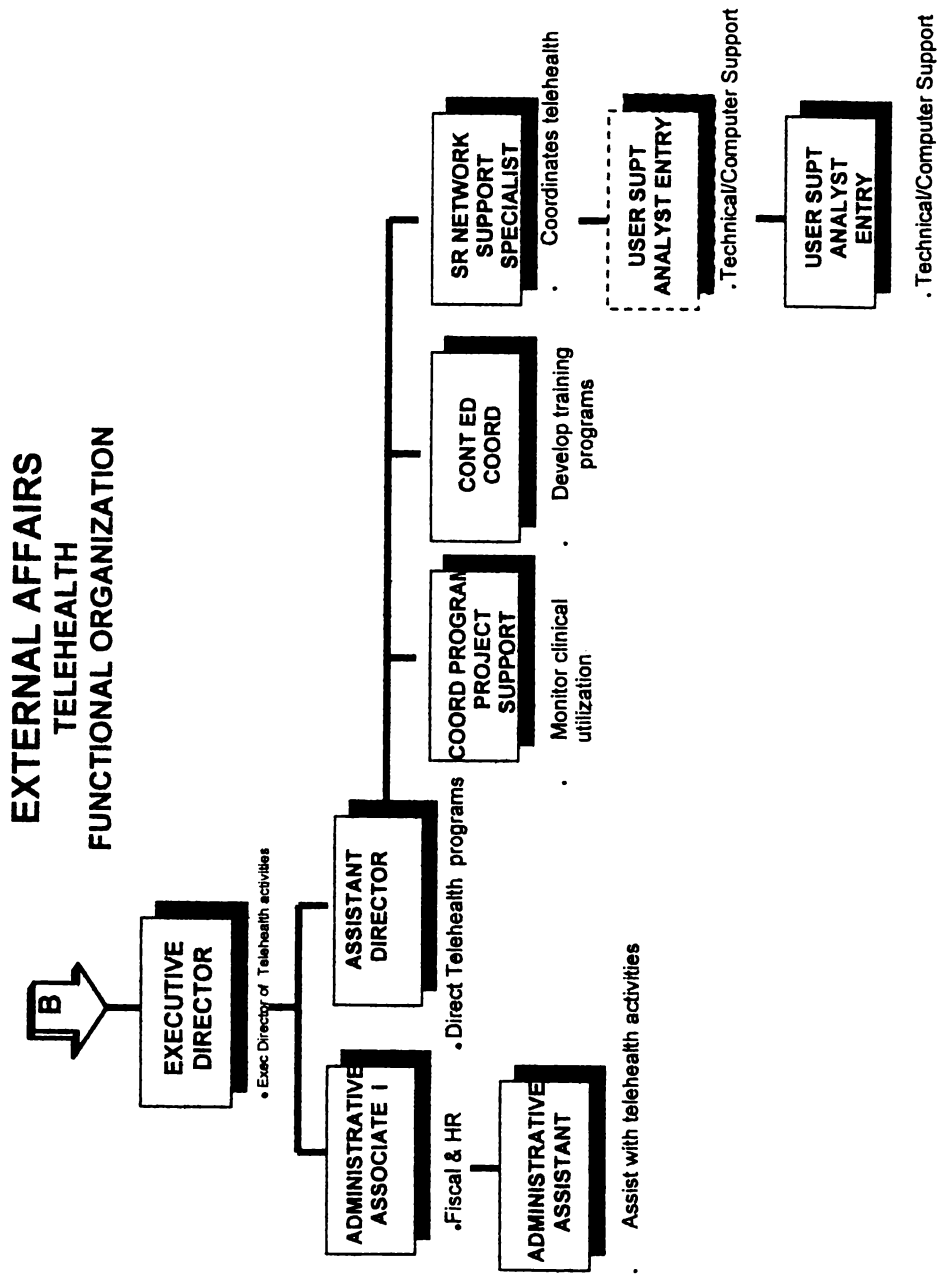 EXTERNAL AFFAIRS
TELEHEALTH
FUNCTIONAL ORGANIZATION
B
EXECUTIVE
DIRECTOR
• Exec Director of Telehealth activities
ADMINISTRATIVE
ASSOCIATE I
.Fiscal & HR
ADMINISTRATIVE
ASSISTANT
. Assist with telehealth activities
ASSISTANT
DIRECTOR
. Direct Telehealth programs
COORD PROGRAM
PROJECT
SUPPORT
. Monitor clinical
utilization
CONT ED
COORD
. Develop training
programs
SR NETWORK
SUPPORT
SPECIALIST
. Coordinates telehealth
USER SUPT
ANALYST ENTRY
.Technical/Computer Support
USER SUPT
ANALYST
ENTRY
. Technical/Computer Support